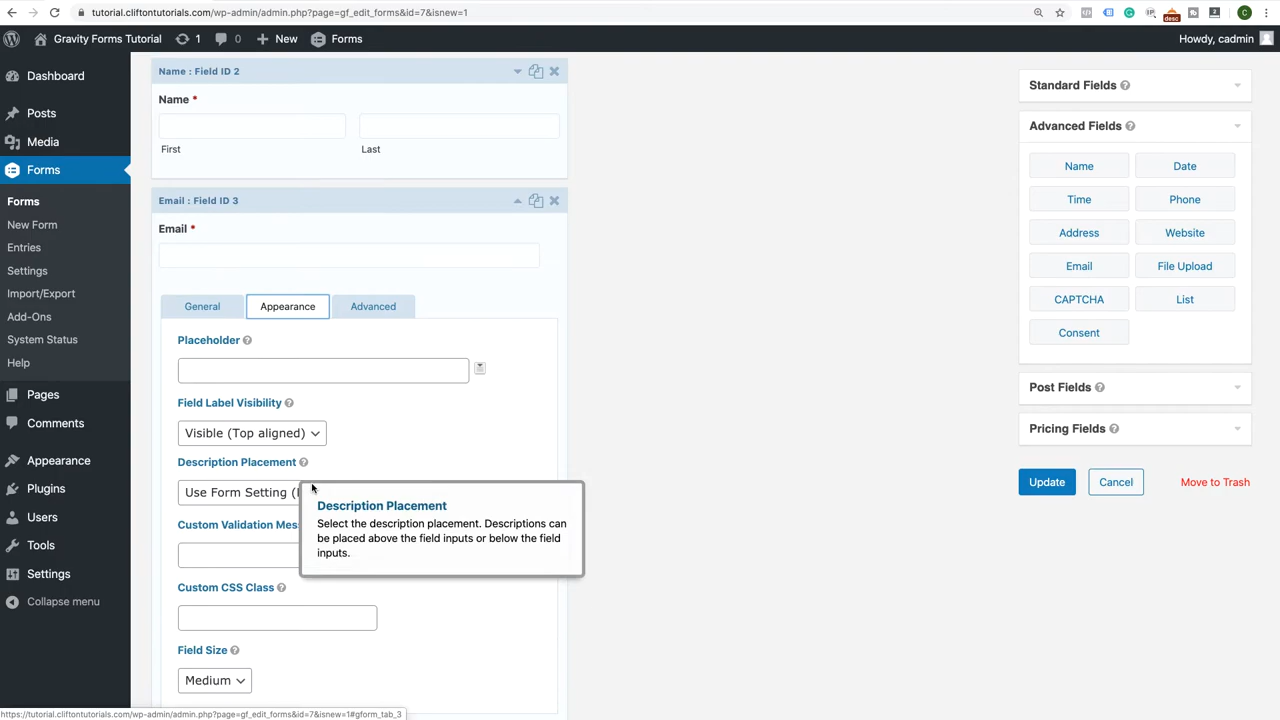 tutorial.cliftontutorials.com/wp-admin/admin.php?page=gf_edit_forms&id=7&isnew=1
Gravity Forms Tutorial
1
0
New
Forms
Howdy, cadmin
Dashboard
Posts
Media
Forms
Forms
New Form
Entries
Settings
Import/Export
Add-Ons
System Status
Help
Pages
Comments
Appearance
Plugins
Users
Tools
Settings
Collapse menu
Name : Field ID 2
Name *
First
Last
Email : Field ID 3
Email *
General
Appearance
Advanced
Placeholder
Field Label Visibility
Visible (Top aligned)
Description Placement
Use Form Setting (
Description Placement
Select the description placement. Descriptions can
be placed above the field inputs or below the field
inputs.
Custom Validation Mes
Custom CSS Class
Field Size
Medium
Standard Fields
Advanced Fields
Name
Date
Time
Phone
Address
Website
Email
File Upload
CAPTCHA
List
Consent
Post Fields
Pricing Fields
Update
Cancel
Move to Trash
https://tutorial.cliftontutorials.com/wp-admin/admin.php?page=gf_edit_forms&id=7&isnew=1#gform_tab_3